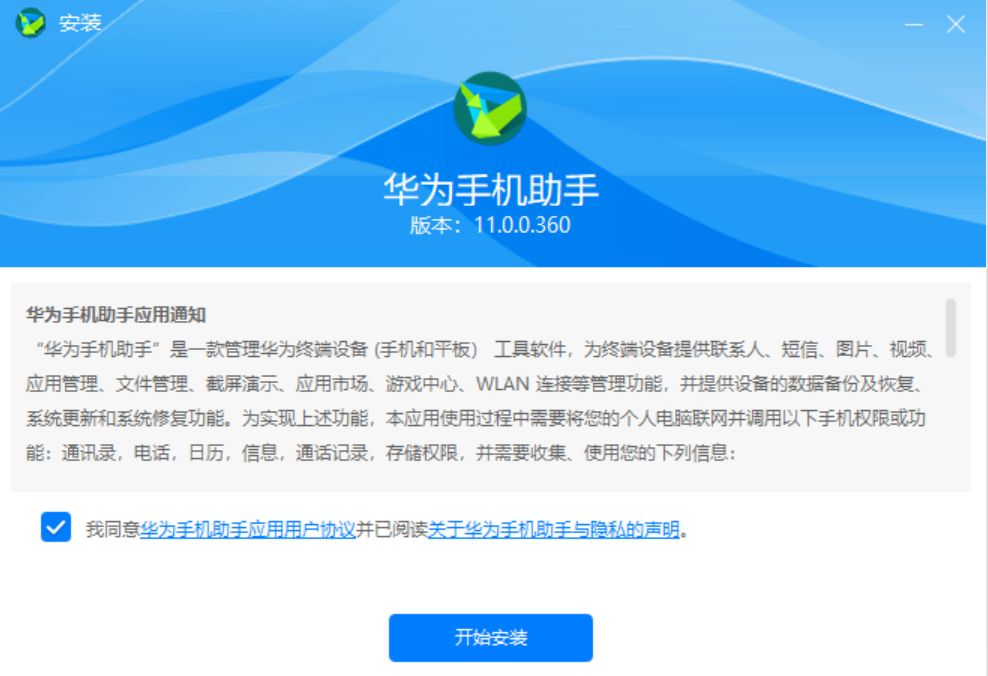 安装
华为手机助手
版本：11.0.0.360
华为手机助手应用通知
“华为手机助手”是一款管理华为终端设备 (手机和平板） 工具软件，为终端设备提供联系人、短信、图片、视频、
应用管理、文件管理、截屏演示、应用市场、游戏中心、WLAN 连接等管理功能，并提供设备的数据备份及恢复、
系统更新和系统修复功能。为实现上述功能，本应用使用过程中需要将您的个人电脑联网并调用以下手机权限或功
能：通讯录，电话，日历，信息，通话记录，存储权限，并需要收集、使用您的下列信息：
我同意华为手机助手应用用户协议并已阅读关于华为手机助手与隐私的声明。
开始安装